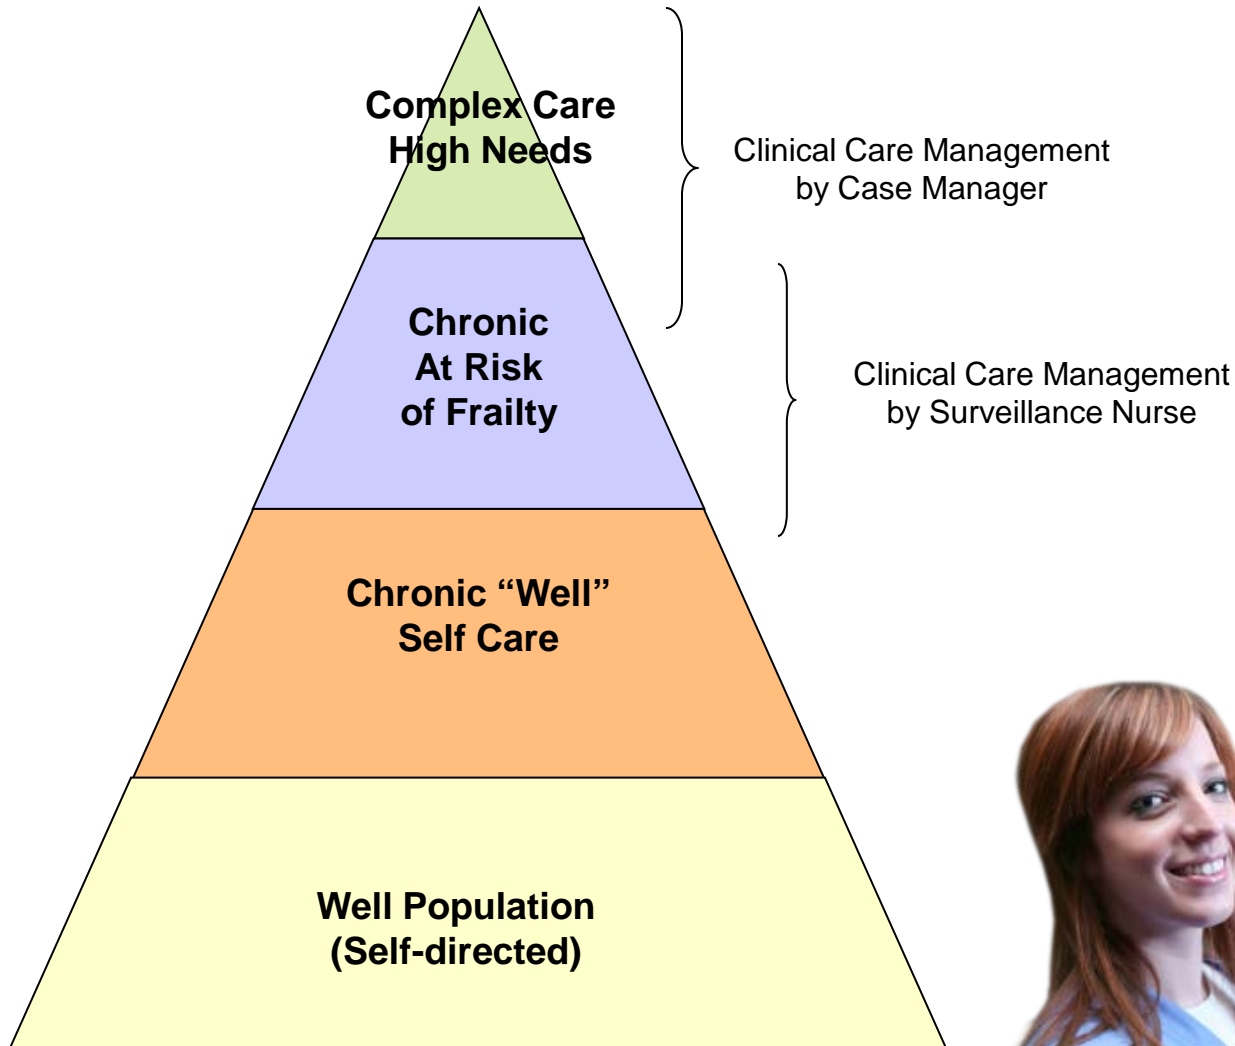 Complex Care
High Needs
Clinical Care Management
by Case Manager
Chronic
At Risk
of Frailty
Clinical Care Management
by Surveillance Nurse
Chronic “Well”
Self Care
Well Population
(Self-directed)